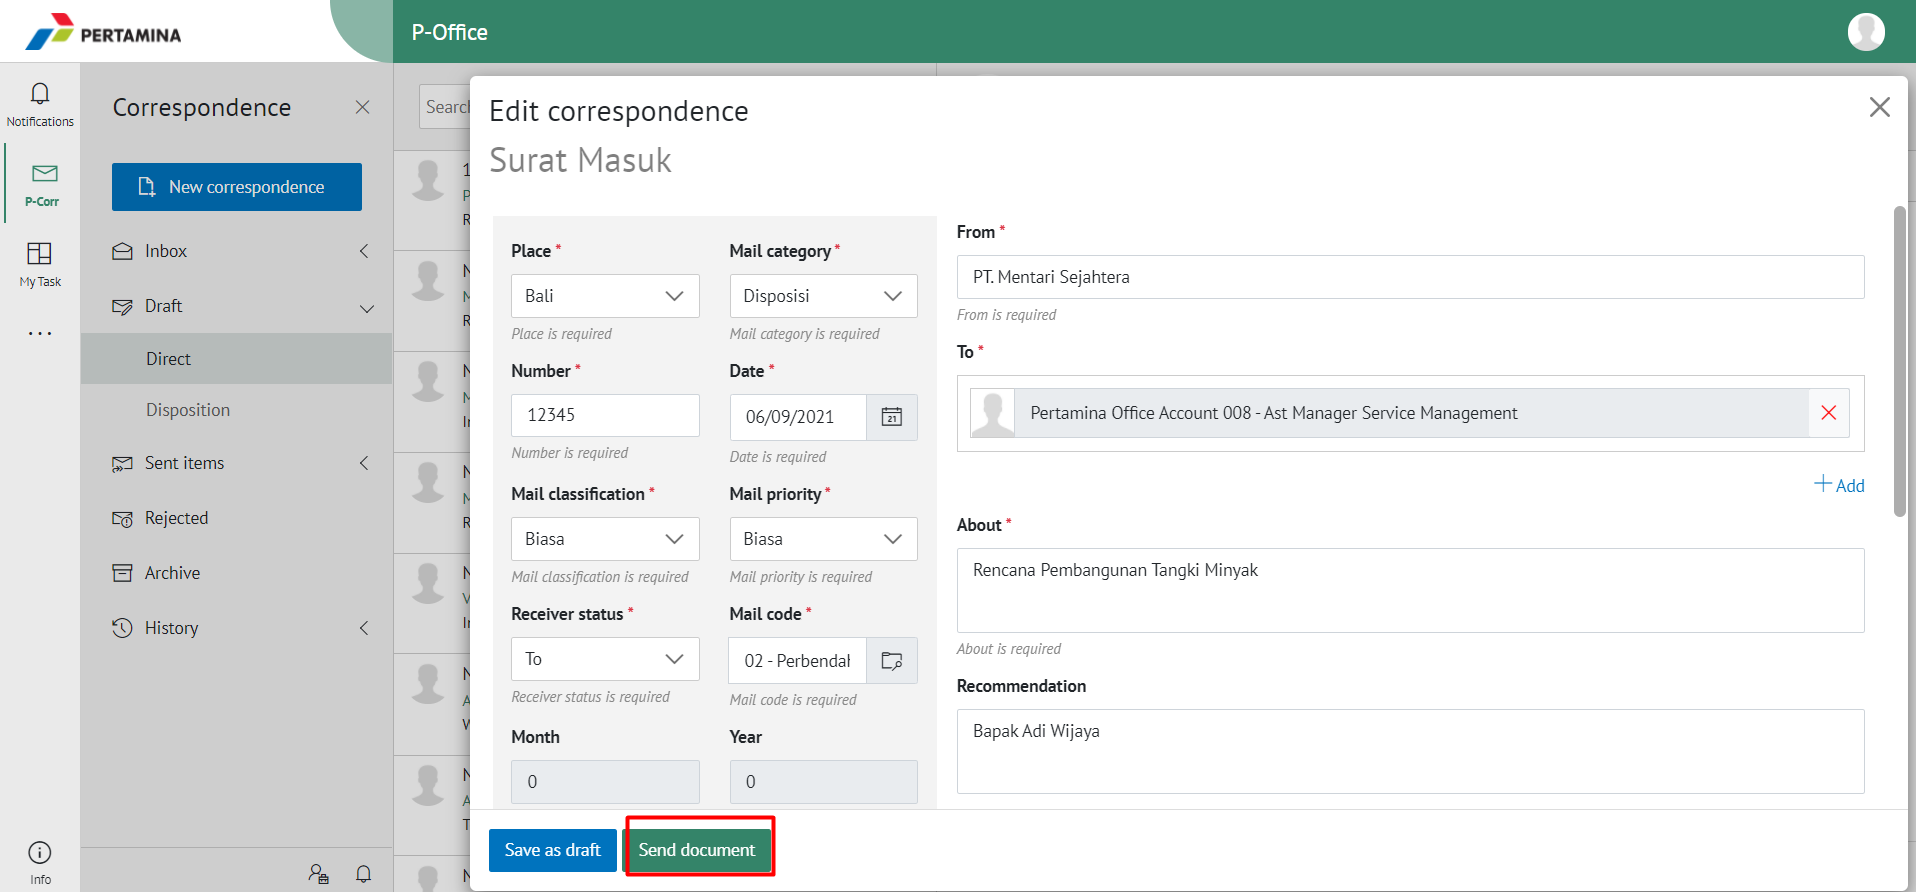 PERTAMINA
P-Office
Notifications
P-Corr
My Task
Info
Correspondence
New correspondence
Inbox
Draft
Direct
Disposition
Sent items
Rejected
Archive
History
Edit correspondence
Surat Masuk
Place *
Bali
Place is required
Mail category *
Disposisi
Mail category is required
Number *
12345
Number is required
Date *
06/09/2021
21
Date is required
Mail classification *
Biasa
Mail classification is required
Mail priority *
Biasa
Mail priority is required
Receiver status *
To
Receiver status is required
Mail code *
02 - Perbendal
Mail code is required
Month
0
Year
0
From *
PT. Mentari Sejahtera
From is required
To *
Pertamina Office Account 008 - Ast Manager Service Management
Add
About *
Rencana Pembangunan Tangki Minyak
About is required
Recommendation
Bapak Adi Wijaya
Save as draft
Send document